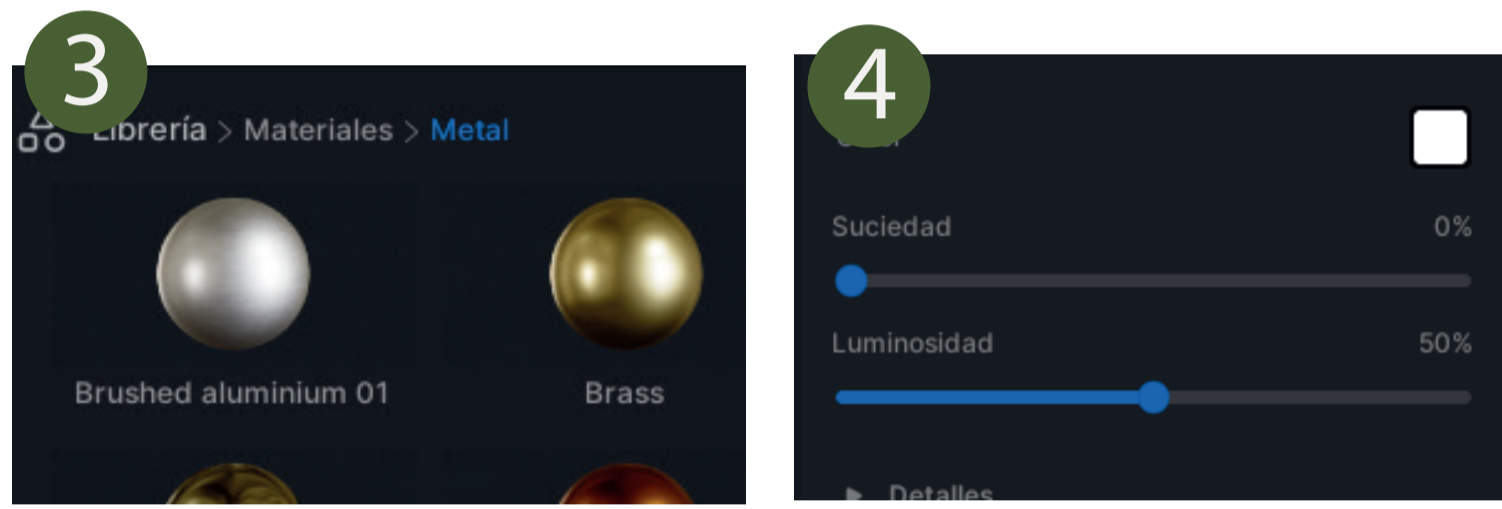 3
Librería > Materiales > Metal
Brushed aluminium 01
Brass
4
Suciedad 0%
Luminosidad 50%
Detalles